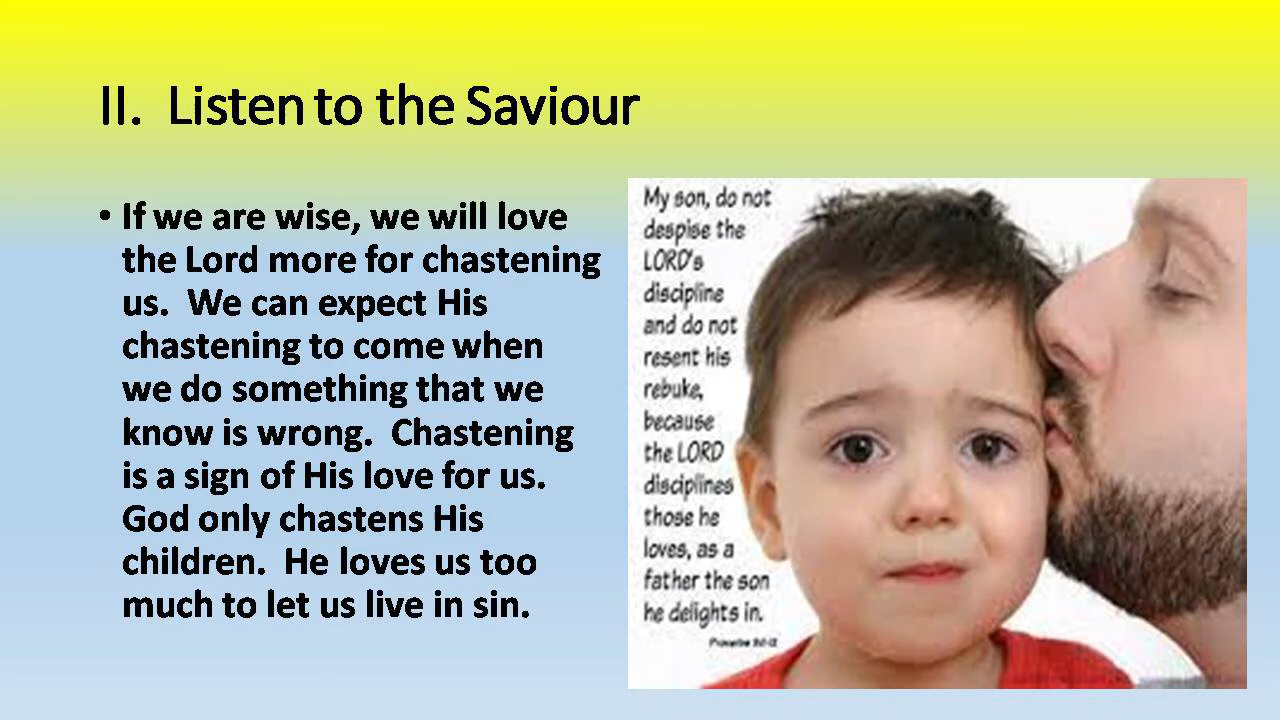 II. Listen to the Saviour
• If we are wise, we will love
the Lord more for chastening
us. We can expect His
chastening to come when
we do something that we
know is wrong. Chastening
is a sign of His love for us.
God only chastens His
children. He loves us too
much to let us live in sin.
My son, do not
despise the
LORD's
discipline
and do not
resent his
rebuke,
because
the LORD
disciplines
those he
loves, as a
father the son
he delights in.
Proverbs